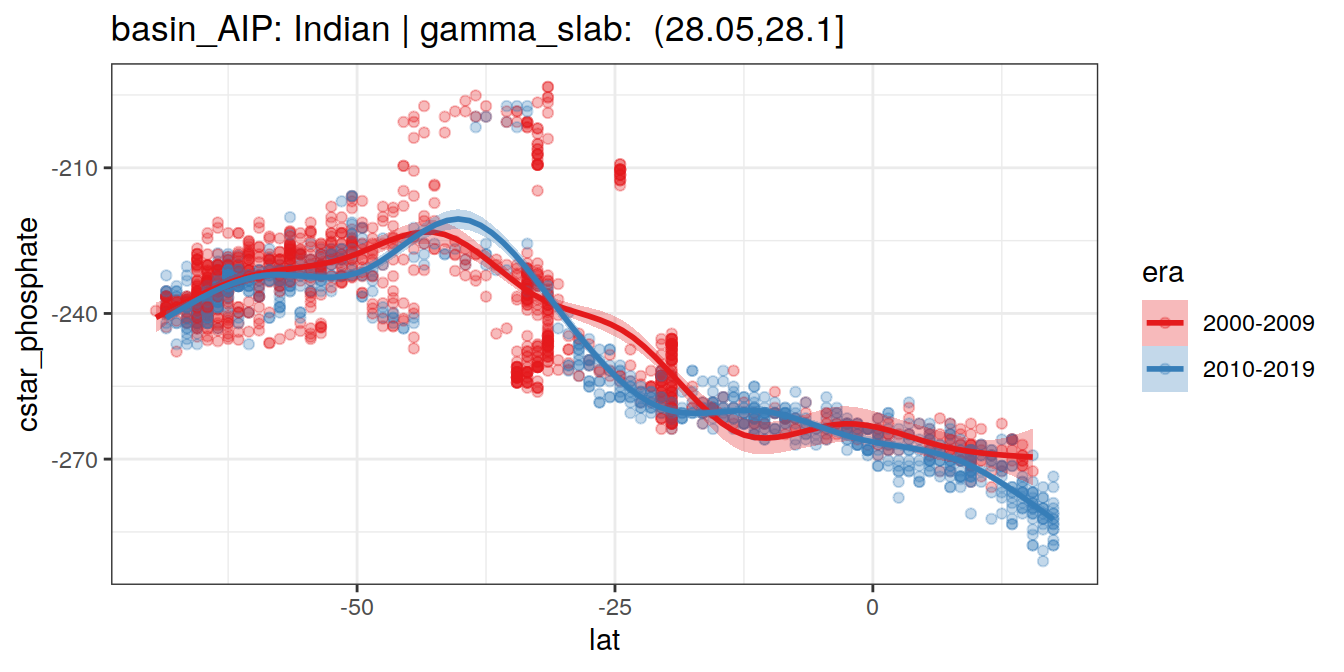 basin_AIP: Indian | gamma_slab:  (28.05,28.1]
cstar_phosphate
-210
-240
-270
-50
-25
0
lat
era
2000-2009
2010-2019